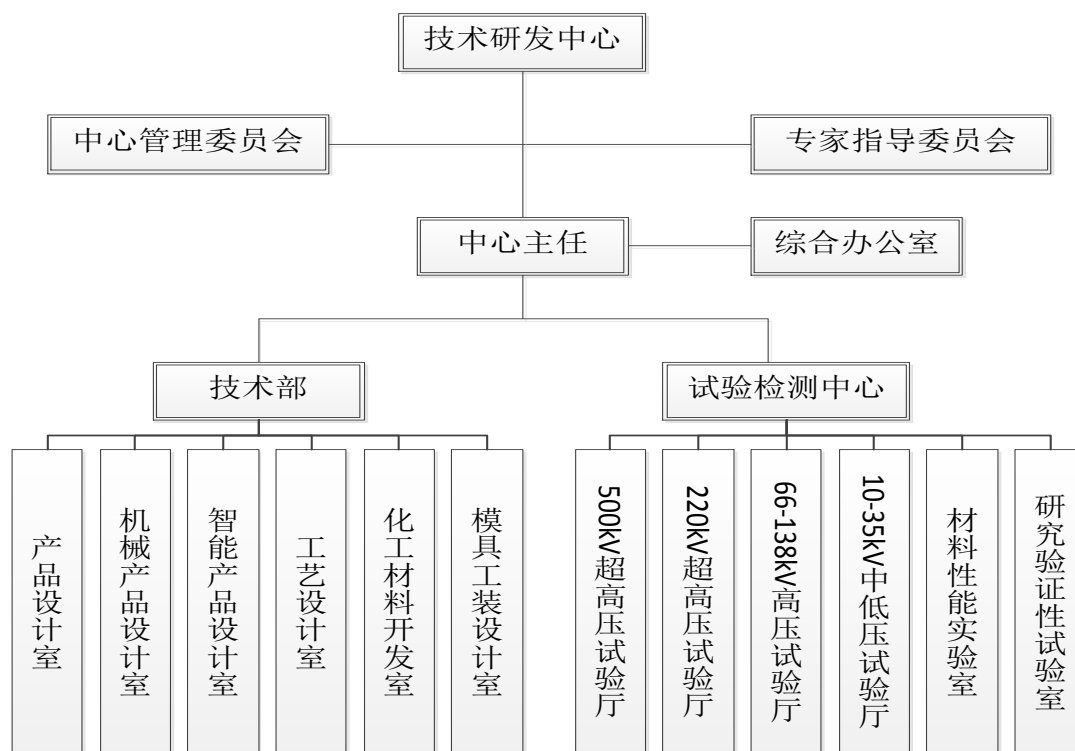 技术研发中心
中心管理委员会
专家指导委员会
中心主任
综合办公室
技术部
试验检测中心
产品设计室
机械产品设计室
智能产品设计室
工艺设计室
化工材料开发室
模具工装设计室
500kV超高压试验厅
220kV超高压试验厅
66-138kV高压试验厅
10-35kV中低压试验厅
材料性能实验室
研究验证性试验室